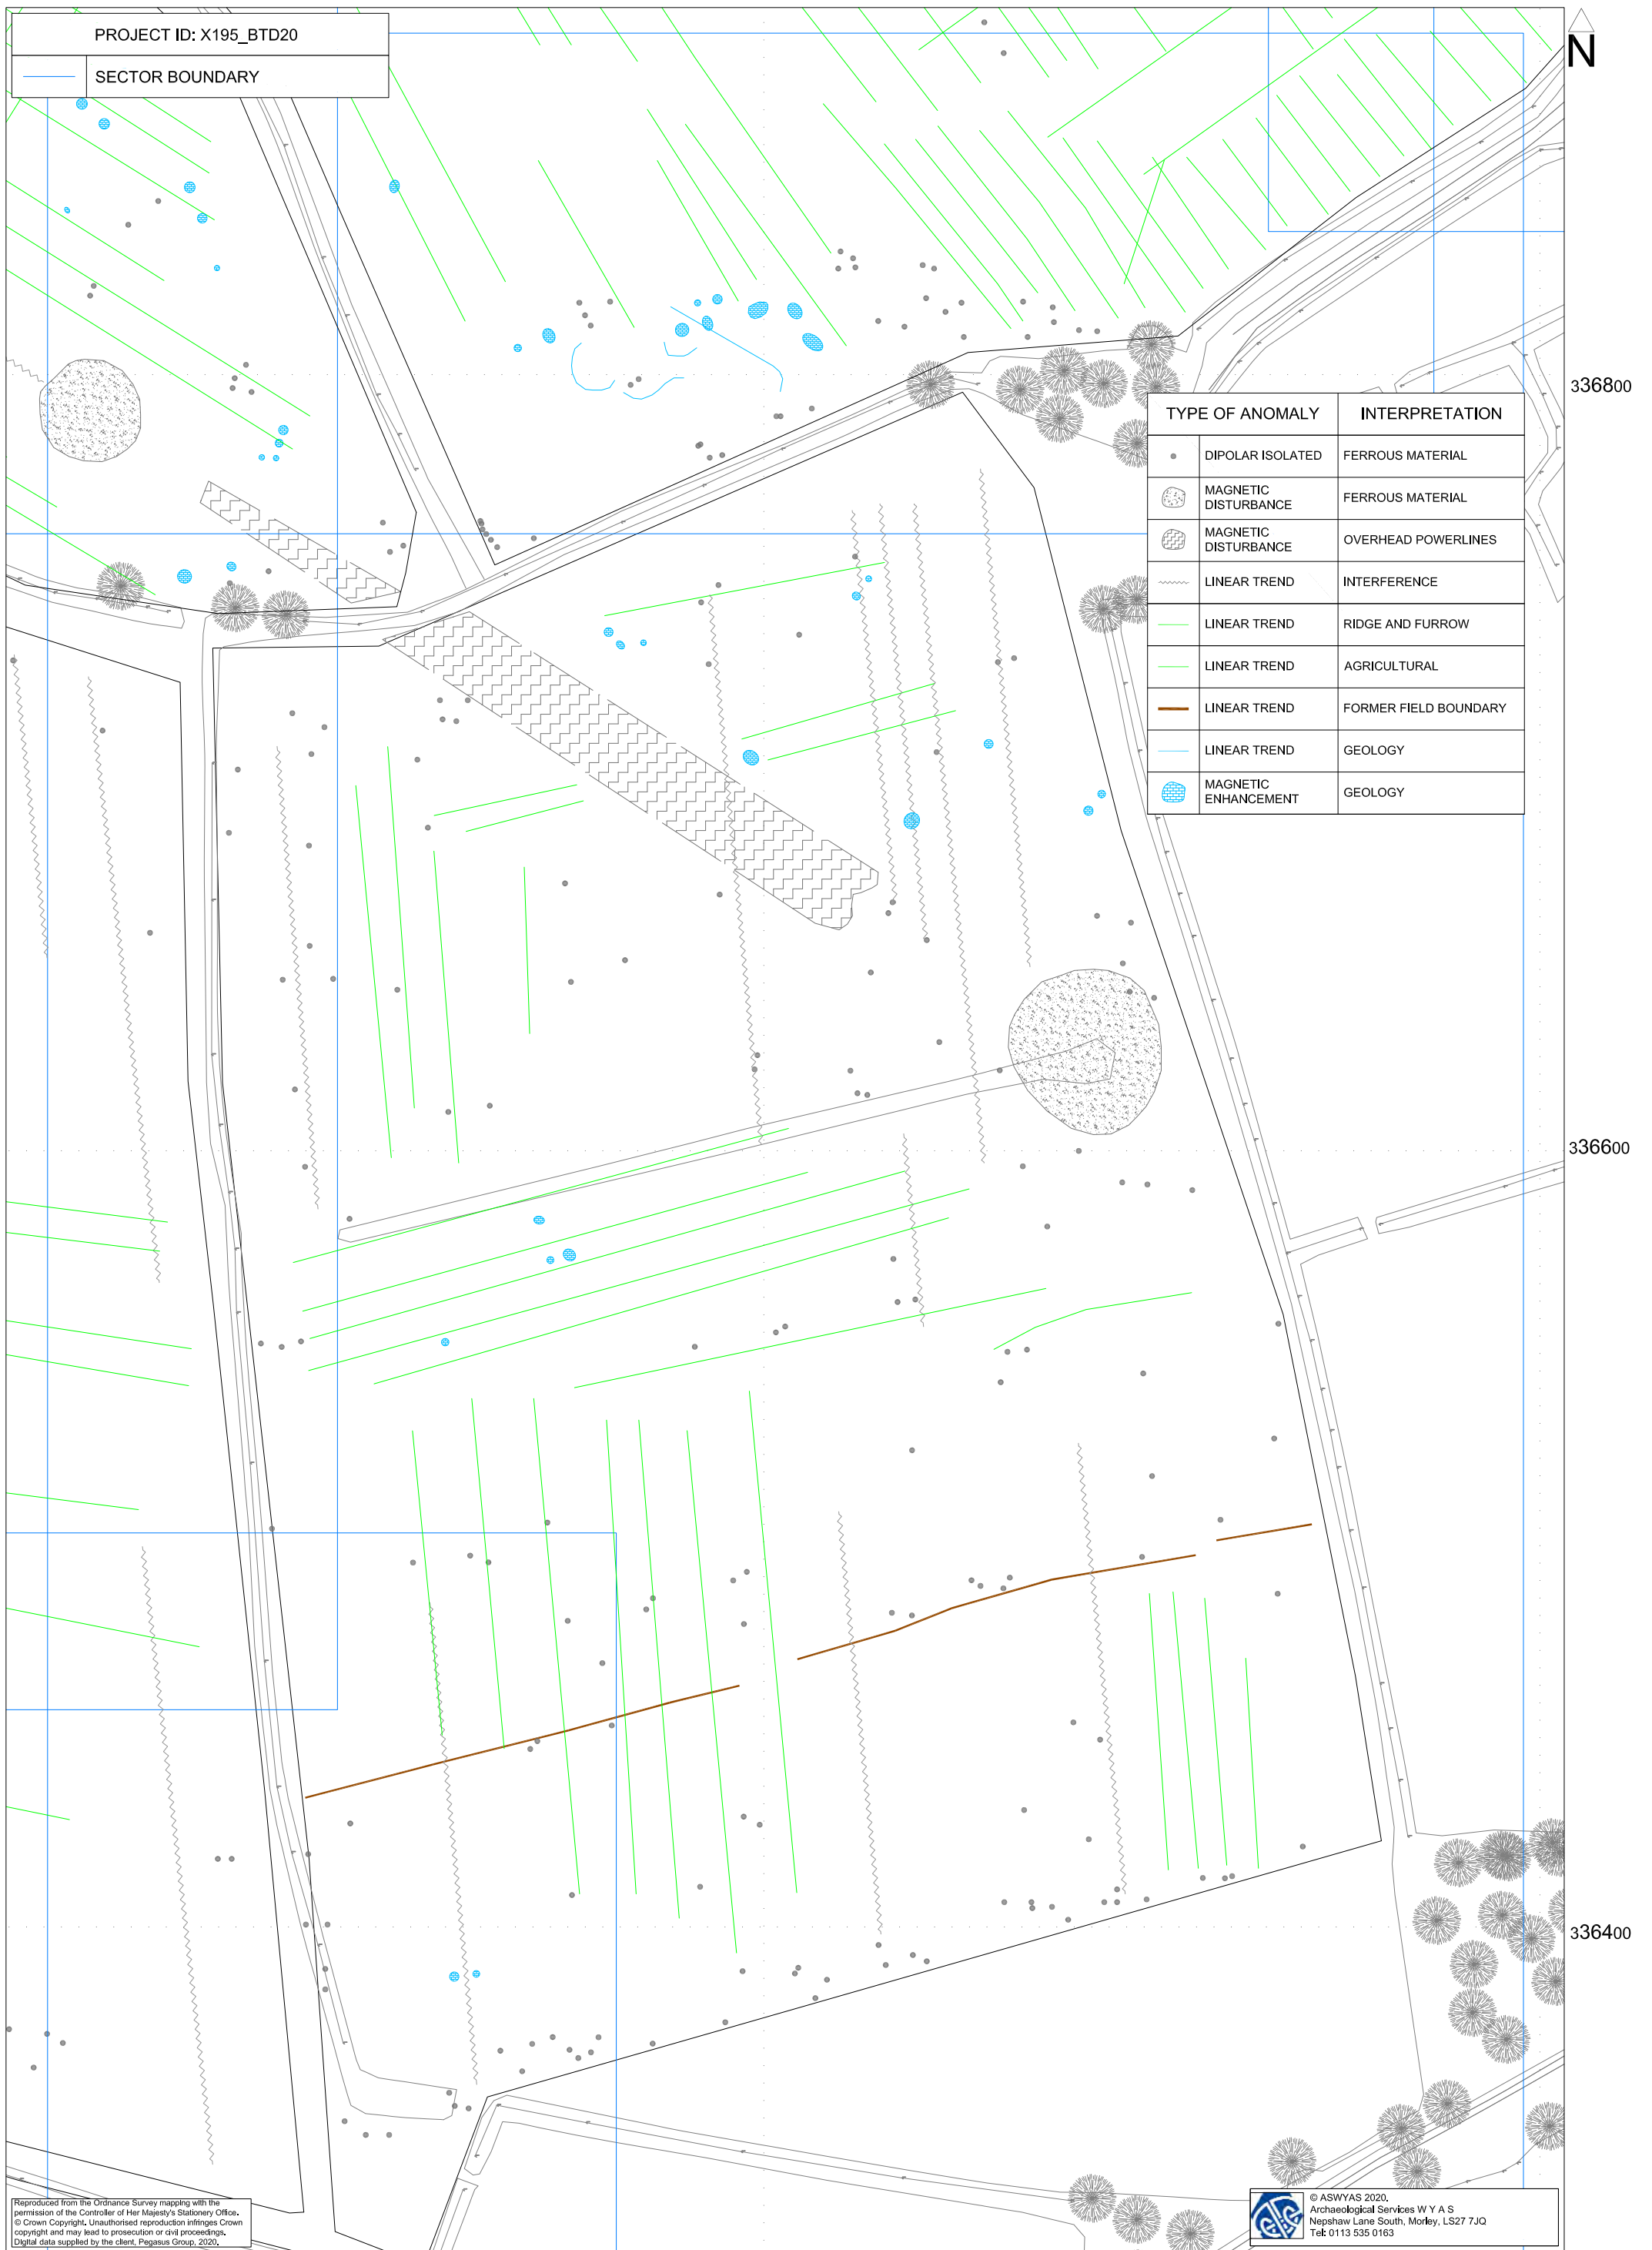 PROJECT ID: X195_BTD20
SECTOR BOUNDARY
N
336800
TYPE OF ANOMALY INTERPRETATION
DIPOLAR ISOLATED FERROUS MATERIAL
MAGNETIC
DISTURBANCE FERROUS MATERIAL
MAGNETIC
DISTURBANCE OVERHEAD POWERLINES
LINEAR TREND INTERFERENCE
LINEAR TREND RIDGE AND FURROW
LINEAR TREND AGRICULTURAL
LINEAR TREND FORMER FIELD BOUNDARY
LINEAR TREND GEOLOGY
MAGNETIC
ENHANCEMENT GEOLOGY
336600
336400
Reproduced from the Ordnance Survey mapping with the
permission of the Controller of Her Majesty's Stationery Office.
© Crown Copyright. Unauthorised reproduction infringes Crown
copyright and may lead to prosecution or civil proceedings.
Digital data supplied by the client, Pegasus Group, 2020.
© ASWYAS 2020.
Archaeological Services W Y A S
Nepshaw Lane South, Morley, LS27 7JQ
Tel: 0113 535 0163